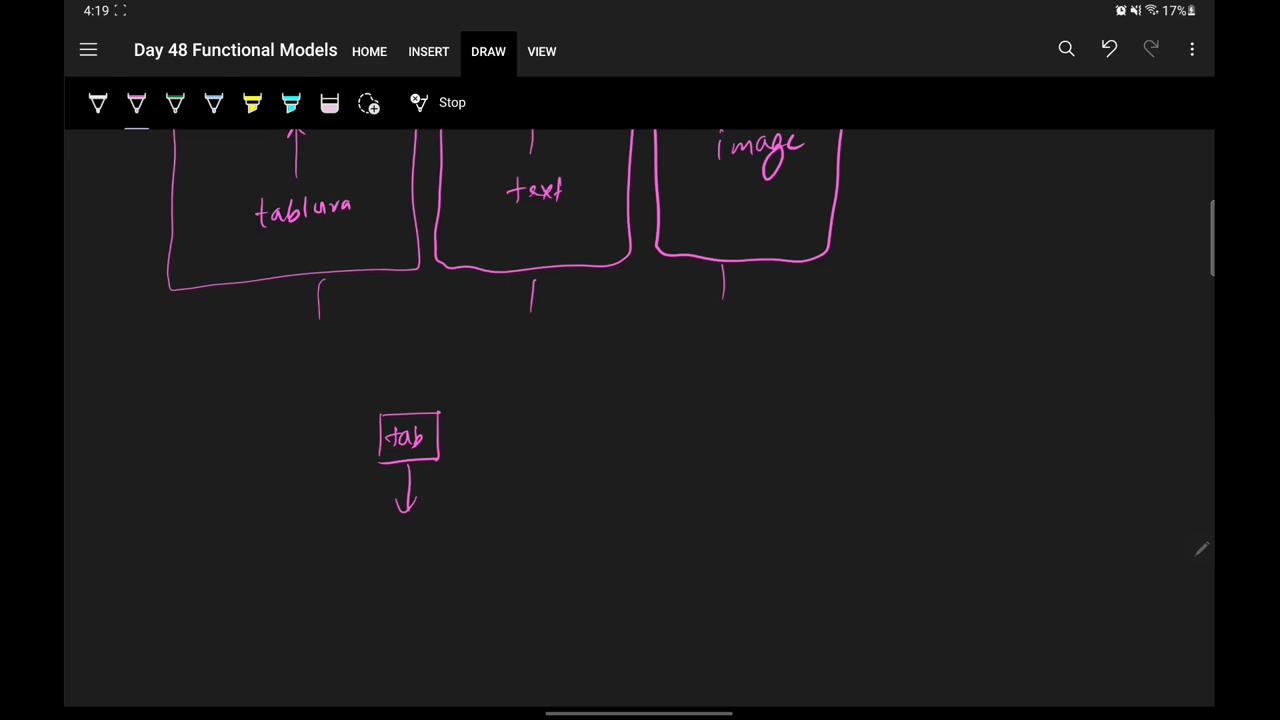 4:19 17%
Day 48 Functional Models HOME INSERT DRAW VIEW
Stop
image
text
tablura
tab